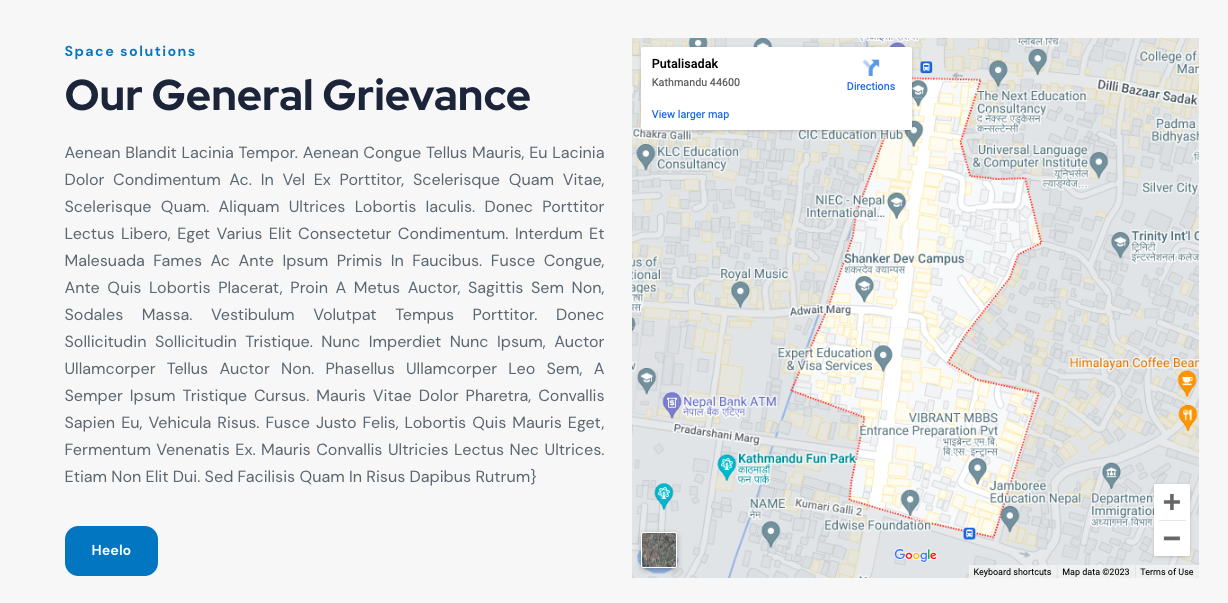 Space solutions
Our General Grievance
Aenean Blandit Lacinia Tempor. Aenean Congue Tellus Mauris, Eu Lacinia
Dolor Condimentum Ac. In Vel Ex Porttitor, Scelerisque Quam Vitae,
Scelerisque Quam. Aliquam Ultrices Lobortis Iaculis. Donec Porttitor
Lectus Libero, Eget Varius Elit Consectetur Condimentum. Interdum Et
Malesuada Fames Ac Ante Ipsum Primis In Faucibus. Fusce Congue,
Ante Quis Lobortis Placerat, Proin A Metus Auctor, Sagittis Sem Non,
Sodales Massa. Vestibulum Volutpat Tempus Porttitor. Donec
Sollicitudin Sollicitudin Tristique. Nunc Imperdiet Nunc Ipsum, Auctor
Ullamcorper Tellus Auctor Non. Phasellus Ullamcorper Leo Sem, A
Semper Ipsum Tristique Cursus. Mauris Vitae Dolor Pharetra, Convallis
Sapien Eu, Vehicula Risus. Fusce Justo Felis, Lobortis Quis Mauris Eget,
Fermentum Venenatis Ex. Mauris Convallis Ultricies Lectus Nec Ultrices.
Etiam Non Elit Dui. Sed Facilisis Quam In Risus Dapibus Rutrum}
Heelo
Putalisadak
Kathmandu 44600
Directions
View larger map
College of
Dilli Bazaar Sadak
The Next Education
Consultancy
द नेक्स्ट एडुकेसन
कन्सल्टेन्सी
Padma
Chakra Galli
CIC Education Hub
KLC Education
Consultancy
Universal Language
& Computer Institute
यूनिभर्सल
ल्याङ्ग्वेज...
Silver City
NIEC - Nepal
International...
Trinity Int'l C
ट्रिनिटी
इन्टरनेशनल कलेज
Shanker Dev Campus
शंकरदेव क्याम्पस
Royal Music
Adwait Marg
Expert Education
& Visa Services
Himalayan Coffee Bean
Nepal Bank ATM
नेपाल बैंक एटिएम
VIBRANT MBBS
Entrance Preparation Pvt
भाइब्रेन्ट एम.बि.
बि.एस. इन्ट्रान्स
Pradarshani Marg
Kathmandu Fun Park
काठमाडौं
फन पार्क
Jamboree
Education Nepal
Department
Immigration
अध्यागमन विभाग
NAME
नेम
Kumari Galli 2
Edwise Foundation
Google
Keyboard shortcuts
Map data ©2023
Terms of Use